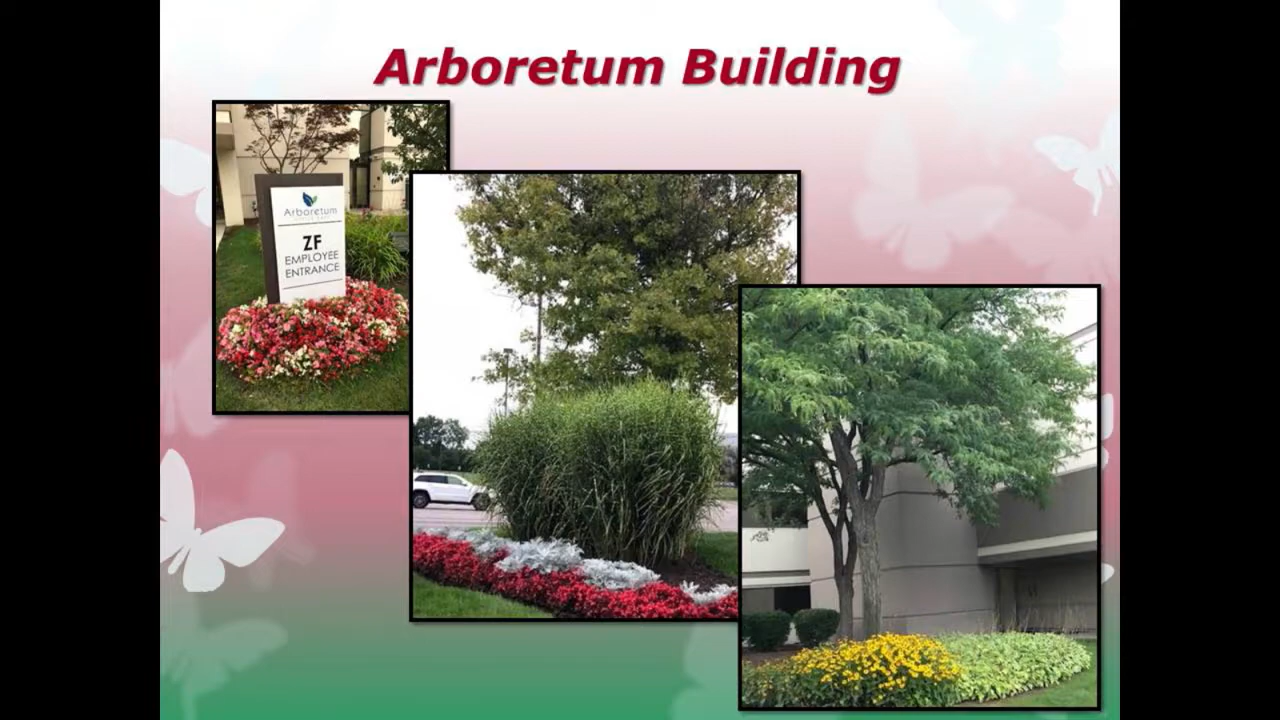 Arboretum Building
Arboretum
ZF
EMPLOYEE
ENTRANCE